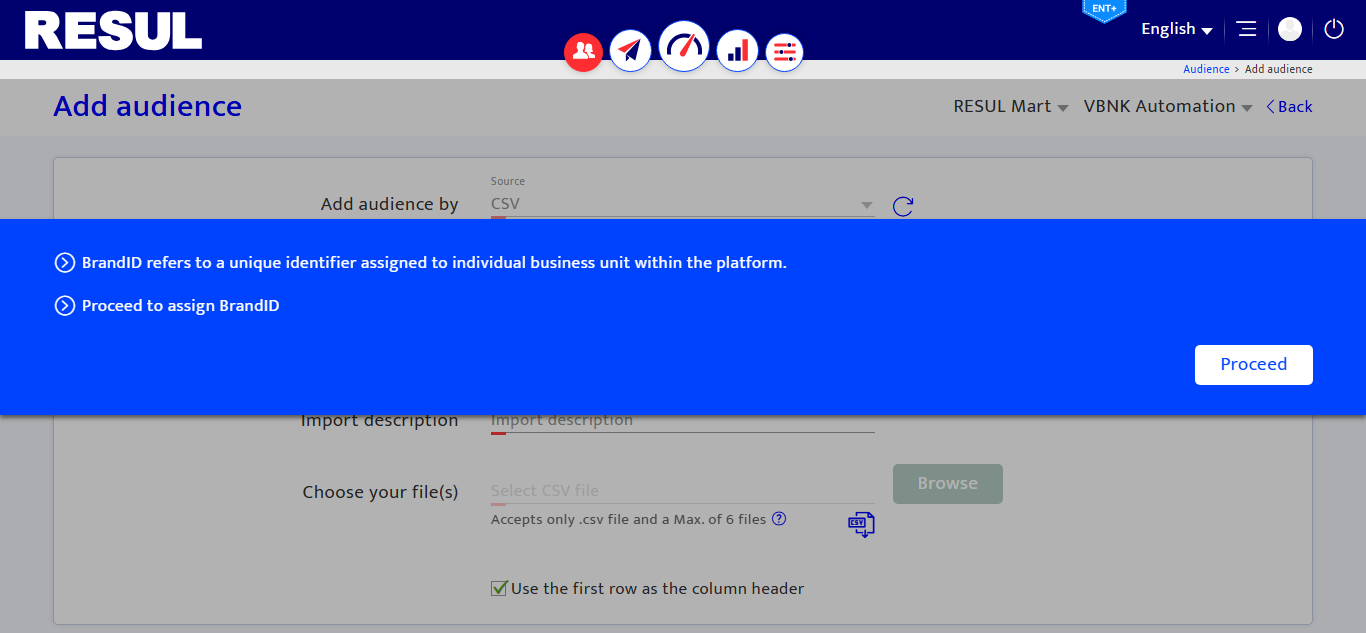 RESUL
ENT+
English
Audience > Add audience
Add audience
RESUL Mart
VBNK Automation
Back
Source
Add audience by
CSV
BrandID refers to a unique identifier assigned to individual business unit within the platform.
Proceed to assign BrandID
Proceed
Import description
Import description
Choose your file(s)
Select CSV file
Browse
Accepts only .csv file and a Max. of 6 files ?
CSV
Use the first row as the column header